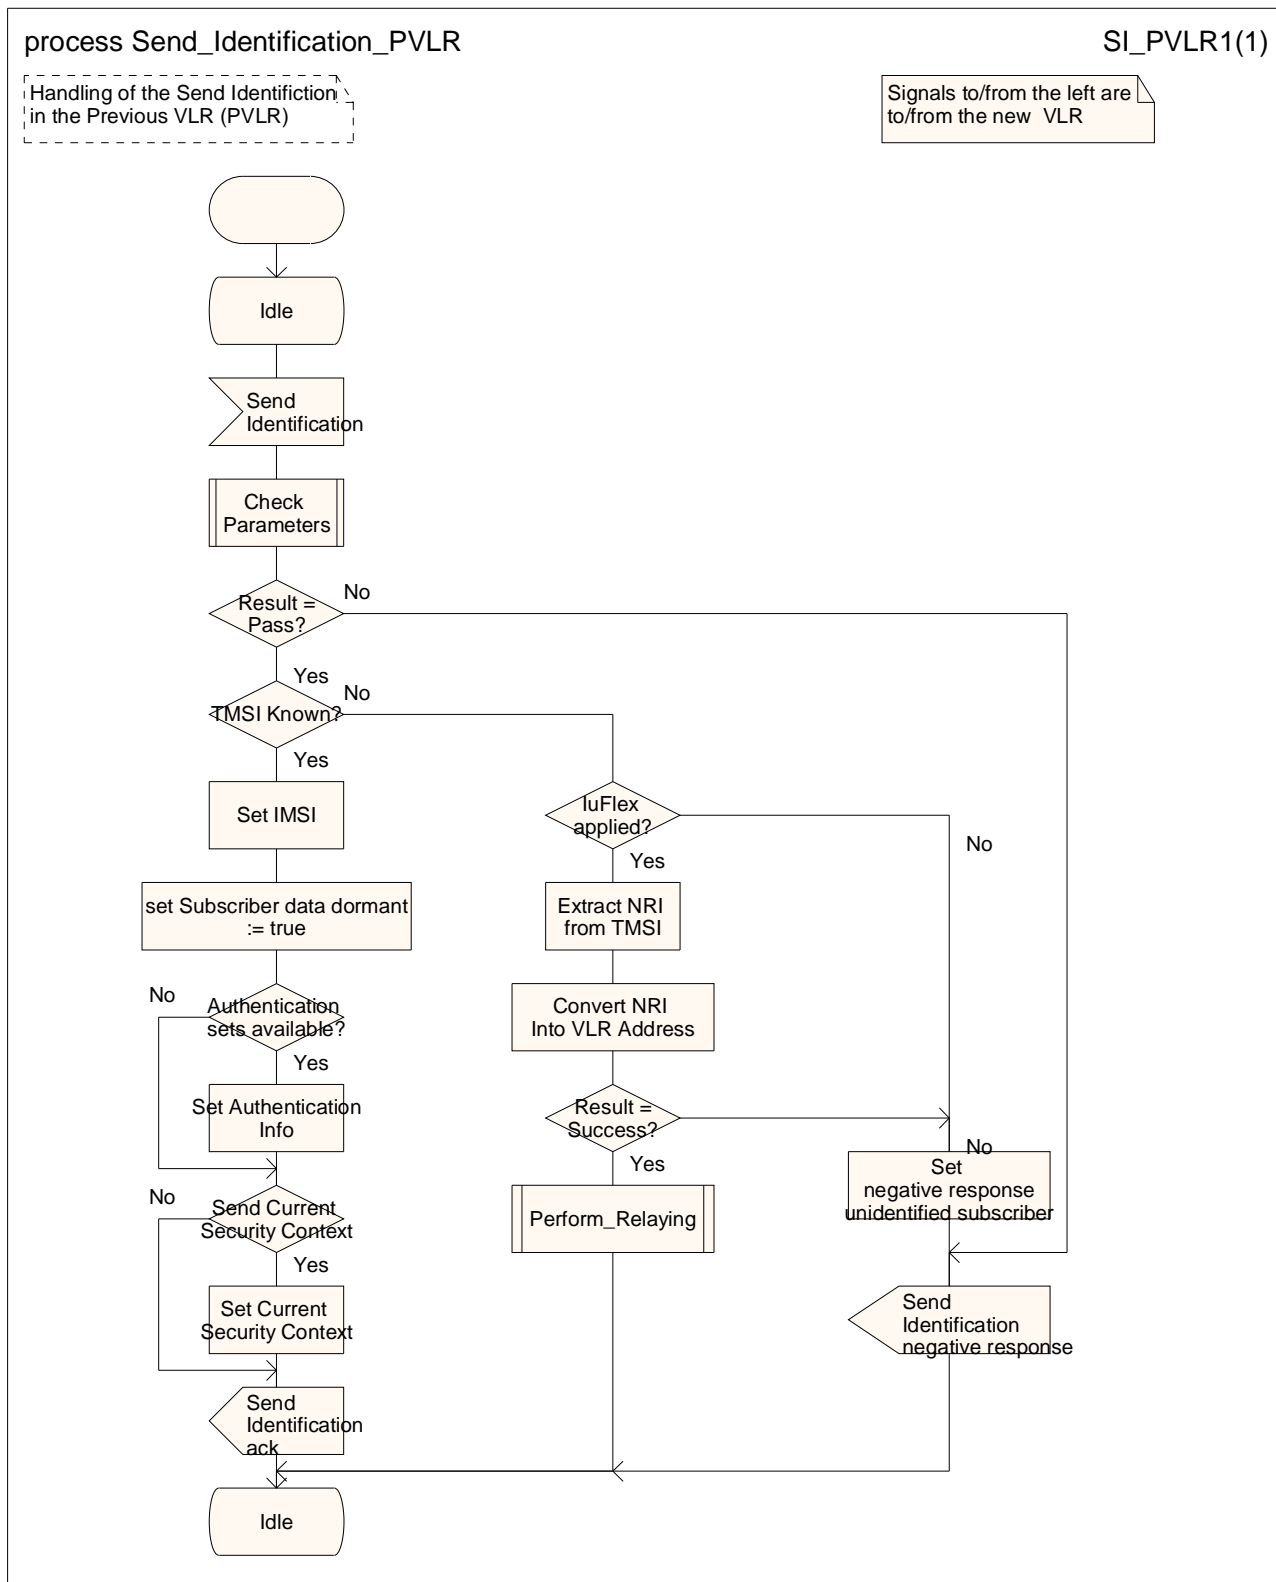 process Send_Identification_PVLR
SI_PVLR1(1)
Handling of the Send Identifiction
in the Previous VLR (PVLR)
Signals to/from the left are
to/from the new  VLR
Idle
Send
Identification
Check
Parameters
Result =
Pass?
No
Yes
TMSI Known?
No
Yes
Set IMSI
IuFlex
applied?
No
Yes
set Subscriber data dormant
:= true
Extract NRI
from TMSI
No
Authentication
sets available?
Yes
Convert NRI
Into VLR Address
Set Authentication
Info
Result =
Success?
No
Yes
Set
negative response
unidentified subscriber
No
Send Current
Security Context
Yes
Perform_Relaying
Set Current
Security Context
Send
Identification
negative response
Send
Identification
ack
Idle